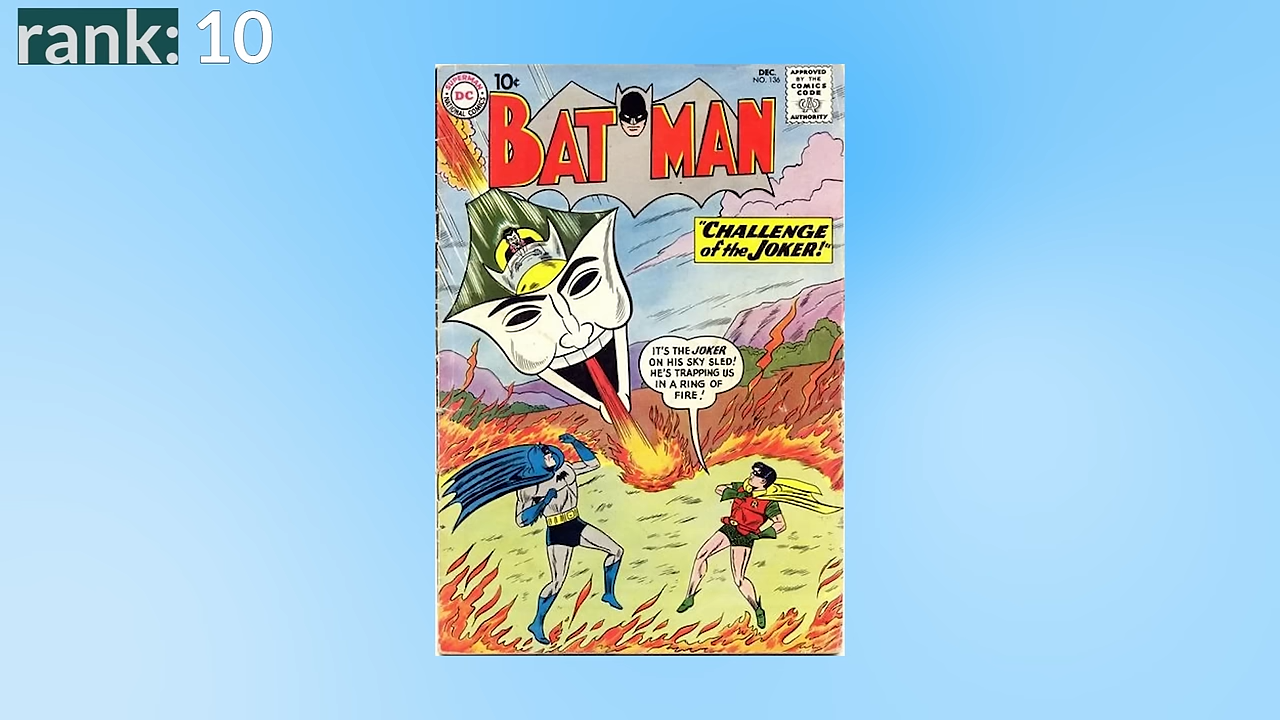 rank: 10
SUPERMAN
DC
NATIONAL COMICS
10¢
DEC.
NO. 136
APPROVED
BY THE
COMICS
CODE
AUTHORITY
BATMAN
"CHALLENGE
of the JOKER!"
IT'S THE JOKER
ON HIS SKY SLED!
HE'S TRAPPING US
IN A RING OF
FIRE!
R